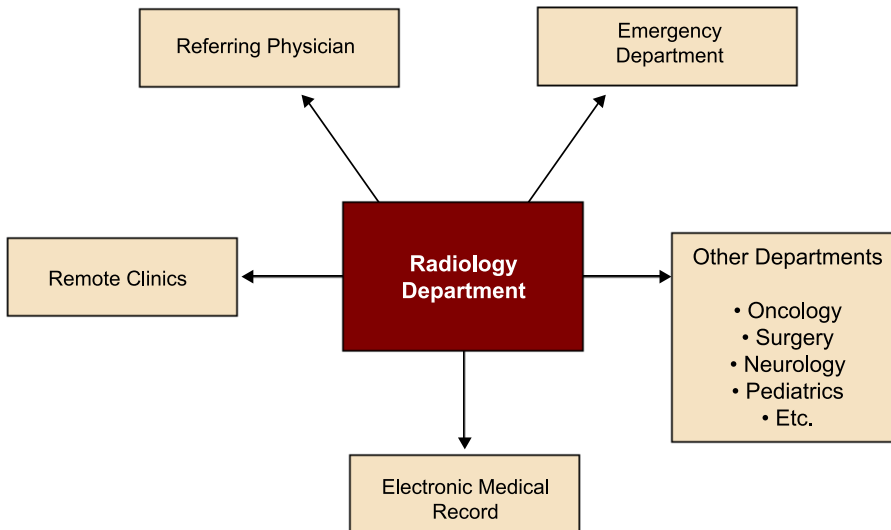 Referring Physician
Emergency
Department
Remote Clinics
Radiology
Department
Other Departments
• Oncology
• Surgery
• Neurology
• Pediatrics
• Etc.
Electronic Medical
Record